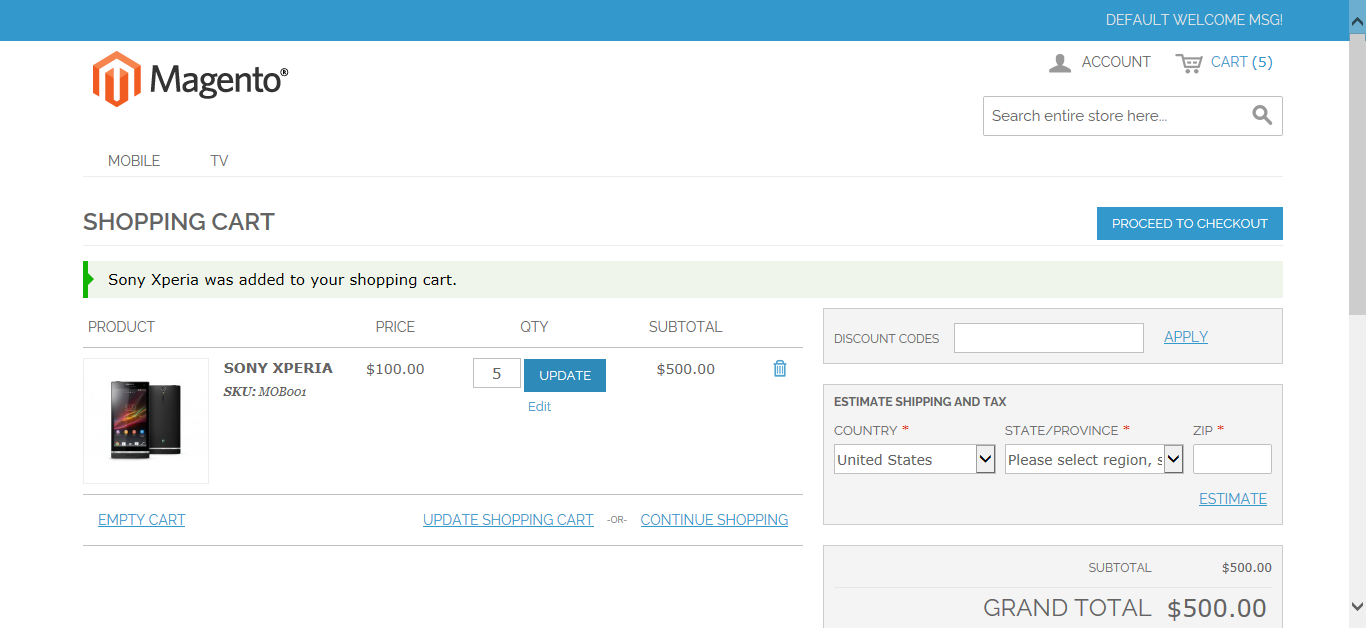 DEFAULT WELCOME MSG!
Magento®
ACCOUNT
CART (5)
Search entire store here...
MOBILE
TV
SHOPPING CART
PROCEED TO CHECKOUT
Sony Xperia was added to your shopping cart.
PRODUCT PRICE QTY SUBTOTAL
SONY XPERIA $100.00 5 UPDATE $500.00
SKU: MOB001
Edit
EMPTY CART UPDATE SHOPPING CART -OR- CONTINUE SHOPPING
DISCOUNT CODES APPLY
ESTIMATE SHIPPING AND TAX
COUNTRY * STATE/PROVINCE * ZIP *
United States Please select region, s
ESTIMATE
SUBTOTAL $500.00
GRAND TOTAL $500.00